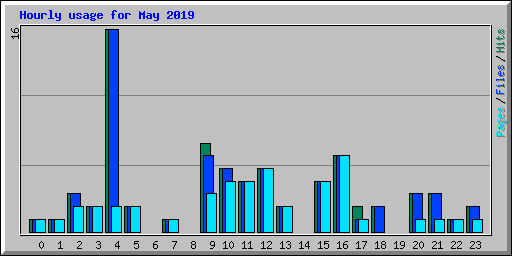 Hourly usage for May 2019
16
Pages / Files / Hits
0 1 2 3 4 5 6 7 8 9 10 11 12 13 14 15 16 17 18 19 20 21 22 23